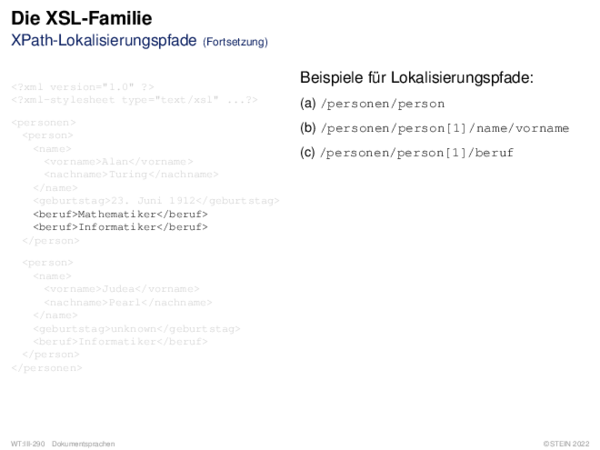 Die XSL-Familie
XPath-Lokalisierungspfade (Fortsetzung)
<?xml version="1.0" ?>
<?xml-stylesheet type="text/xsl" ...?>
<personen>
<person>
<name>
<vorname>Alan</vorname>
<nachname>Turing</nachname>
</name>
<geburtstag>23. Juni 1912</geburtstag>
<beruf>Mathematiker</beruf>
<beruf>Informatiker</beruf>
</person>
<person>
<name>
<vorname>Judea</vorname>
<nachname>Pearl</nachname>
</name>
<geburtstag>unknown</geburtstag>
<beruf>Informatiker</beruf>
</person>
</personen>
Beispiele für Lokalisierungspfade:
(a) /personen/person
(b) /personen/person[1]/name/vorname
(c) /personen/person[1]/beruf
WT:III-290 Dokumentsprachen
©STEIN 2022